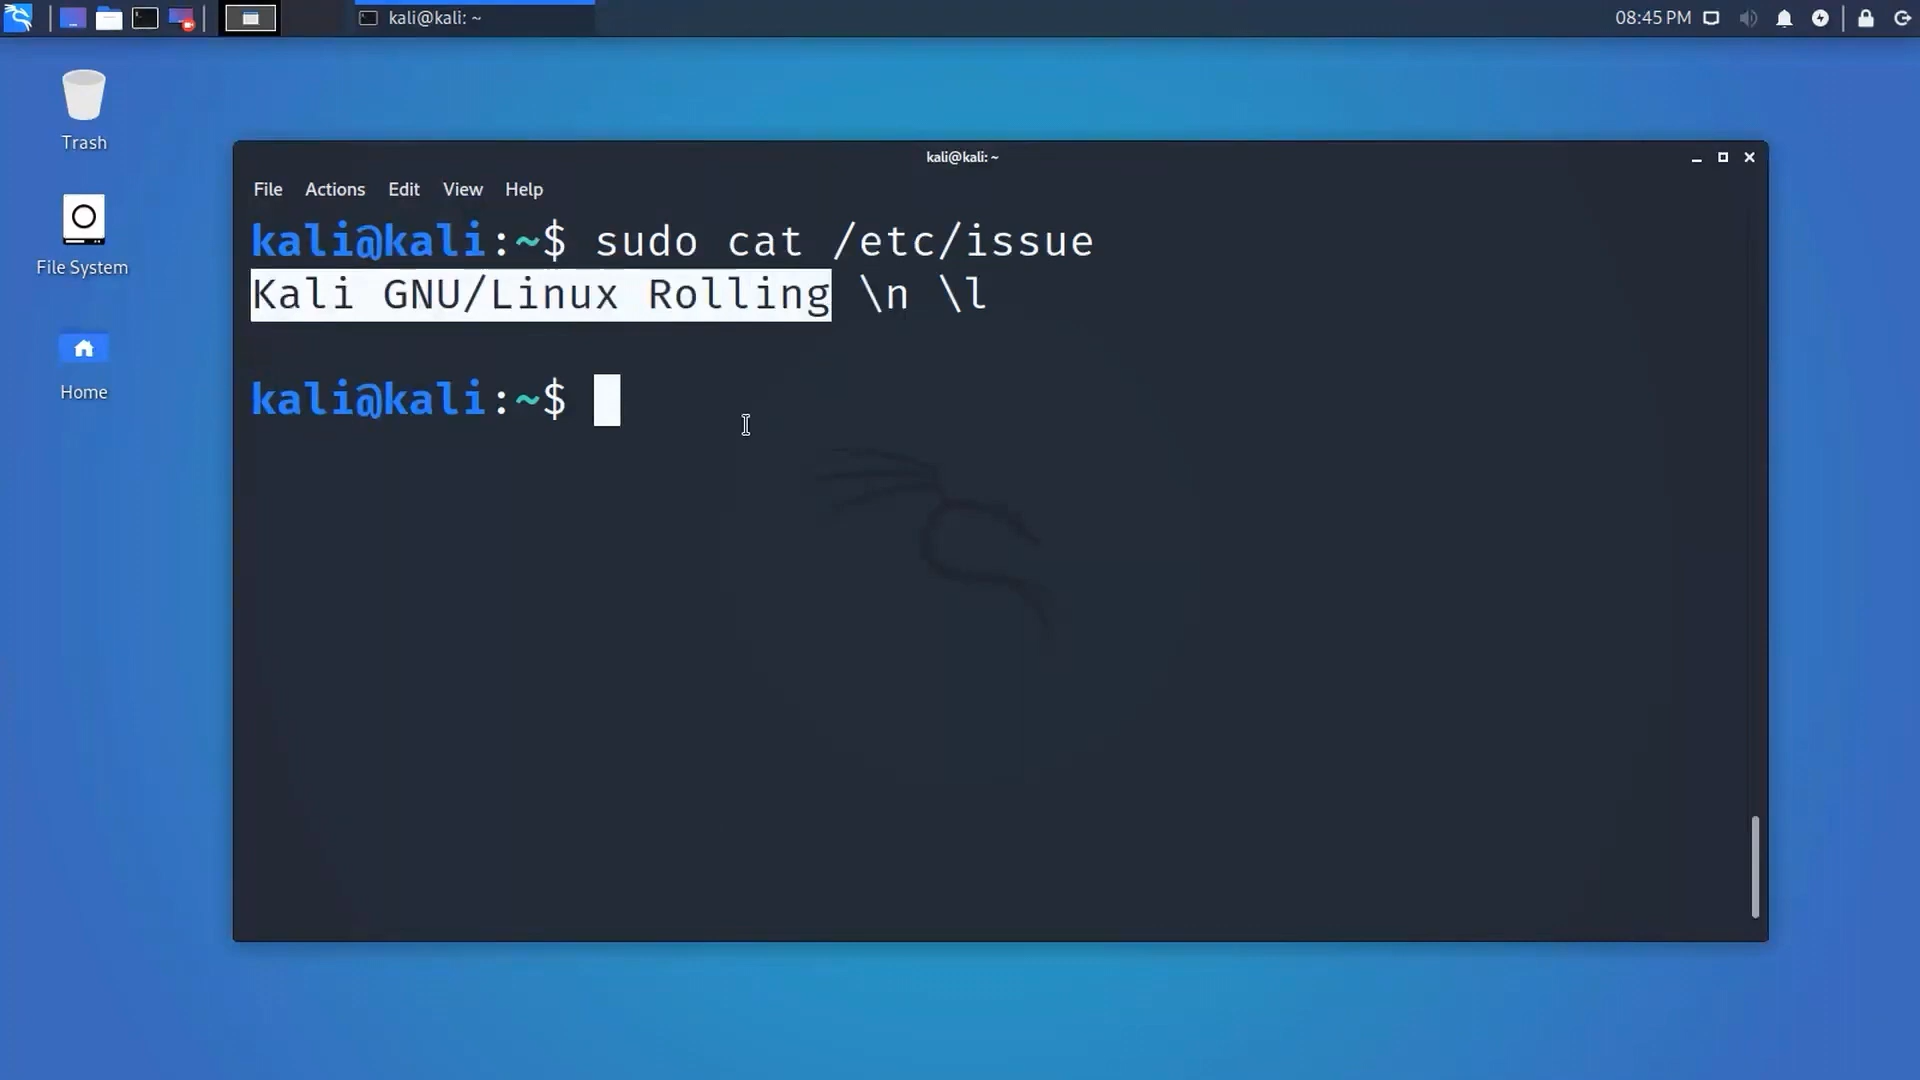 kali@kali: ~
08:45 PM
Trash
File System
Home
kali@kali: ~
File Actions Edit View Help
kali@kali:~$ sudo cat /etc/issue
Kali GNU/Linux Rolling \n \l
kali@kali:~$